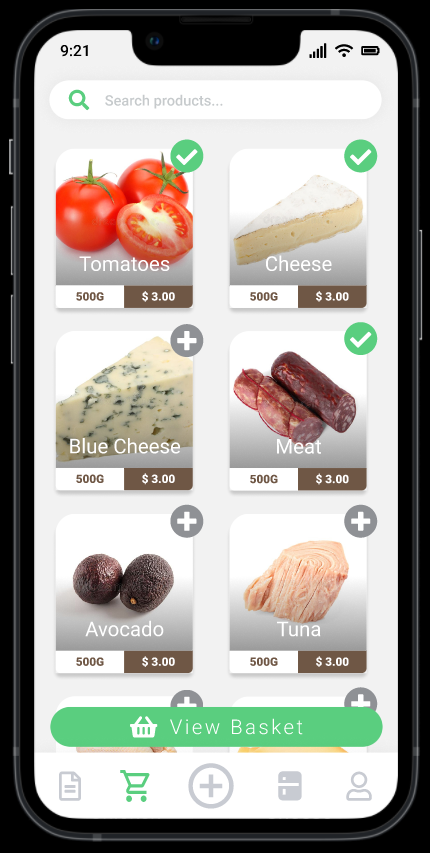 9:21
Search products...
Tomatoes Cheese
500G $ 3.00 500G $ 3.00
Blue Cheese Meat
500G $ 3.00 500G $ 3.00
Avocado Tuna
500G $ 3.00 500G $ 3.00
View Basket